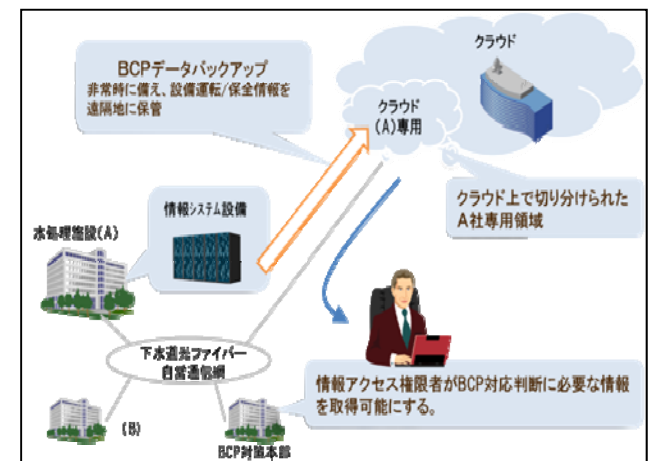 クラウド
BCPデータバックアップ
非常時に備え、設備運転/保全情報を
遠隔地に保管
クラウド
(A)専用
クラウド上で切り分けられた
A社専用領域
情報システム設備
水処理施設(A)
下水道光ファイバー
自営通信網
情報アクセス権限者がBCP対応判断に必要な情報
を取得可能にする。
(B)
BCP対策本部